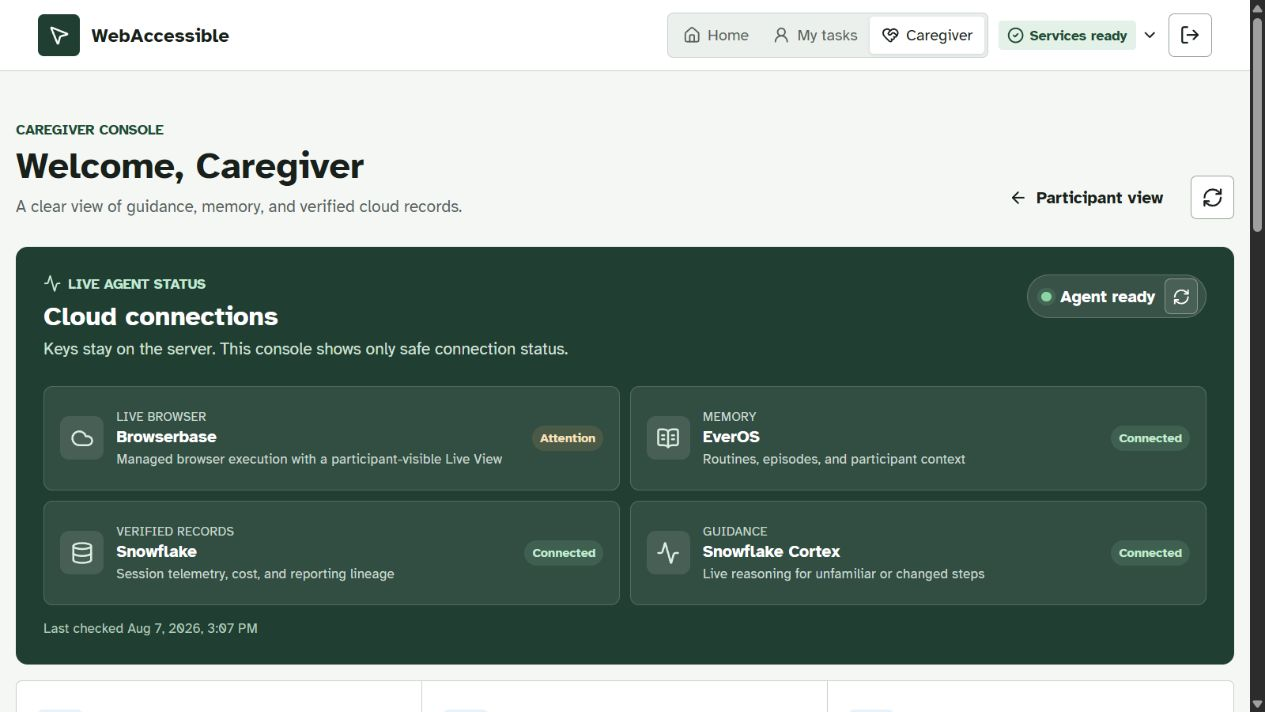 WebAccessible
Home
My tasks
Caregiver
Services ready
CAREGIVER CONSOLE
Welcome, Caregiver
A clear view of guidance, memory, and verified cloud records.
Participant view
LIVE AGENT STATUS
Cloud connections
Keys stay on the server. This console shows only safe connection status.
Agent ready
LIVE BROWSER
Browserbase
Managed browser execution with a participant-visible Live View
Attention
MEMORY
EverOS
Routines, episodes, and participant context
Connected
VERIFIED RECORDS
Snowflake
Session telemetry, cost, and reporting lineage
Connected
GUIDANCE
Snowflake Cortex
Live reasoning for unfamiliar or changed steps
Connected
Last checked Aug 7, 2026, 3:07 PM